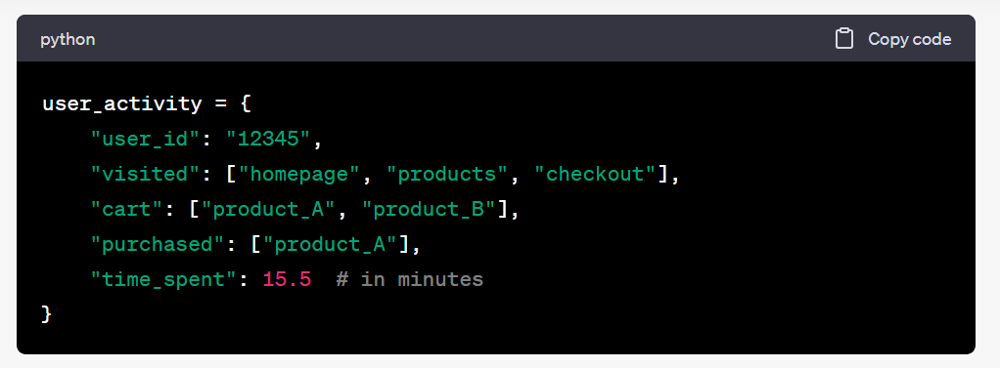 python
Copy code
user_activity = {
    "user_id": "12345",
    "visited": ["homepage", "products", "checkout"],
    "cart": ["product_A", "product_B"],
    "purchased": ["product_A"],
    "time_spent": 15.5  # in minutes
}